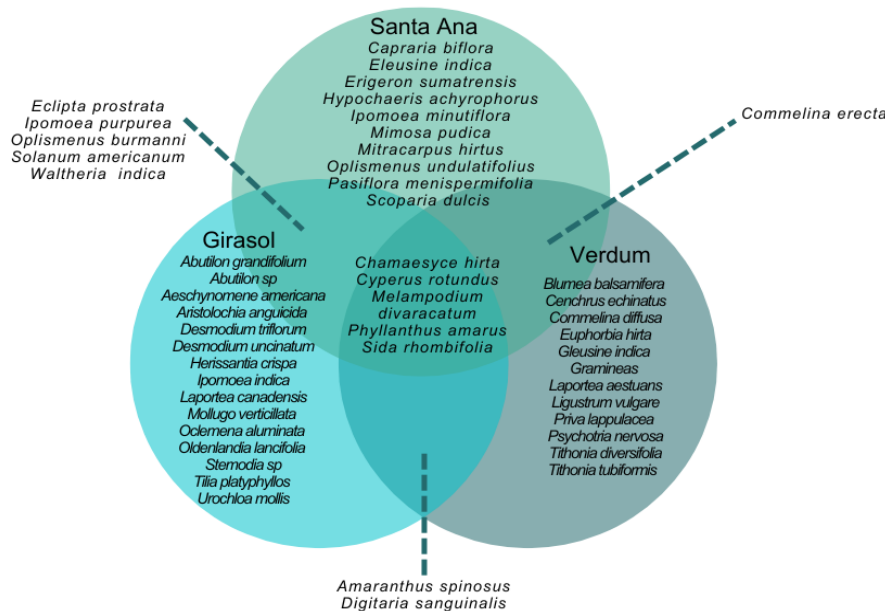 Santa Ana
Capraria biflora
Eleusine indica
Erigeron sumatrensis
Hypochaeris achyrophorus
Ipomoea minutiflora
Mimosa pudica
Mitracarpus hirtus
Oplismenus undulatifolius
Pasiflora menispermifolia
Scoparia dulcis
Eclipta prostrata
Ipomoea purpurea
Oplismenus burmanni
Solanum americanum
Waltheria indica
Commelina erecta
Girasol
Abutilon grandifolium
Abutilon sp
Aeschynomene americana
Aristolochia anguicida
Desmodium triflorum
Desmodium uncinatum
Herissantia crispa
Ipomoea indica
Laportea canadensis
Mollugo verticillata
Oclemena aluminata
Oldenlandia lancifolia
Stemodia sp
Tilia platyphyllos
Urochloa mollis
Chamaesyce hirta
Cyperus rotundus
Melampodium
divaracatum
Phyllanthus amarus
Sida rhombifolia
Verdum
Blumea balsamifera
Cenchrus echinatus
Commelina diffusa
Euphorbia hirta
Gleusine indica
Gramineas
Laportea aestuans
Ligustrum vulgare
Priva lappulacea
Psychotria nervosa
Tithonia diversifolia
Tithonia tubiformis
Amaranthus spinosus
Digitaria sanguinalis